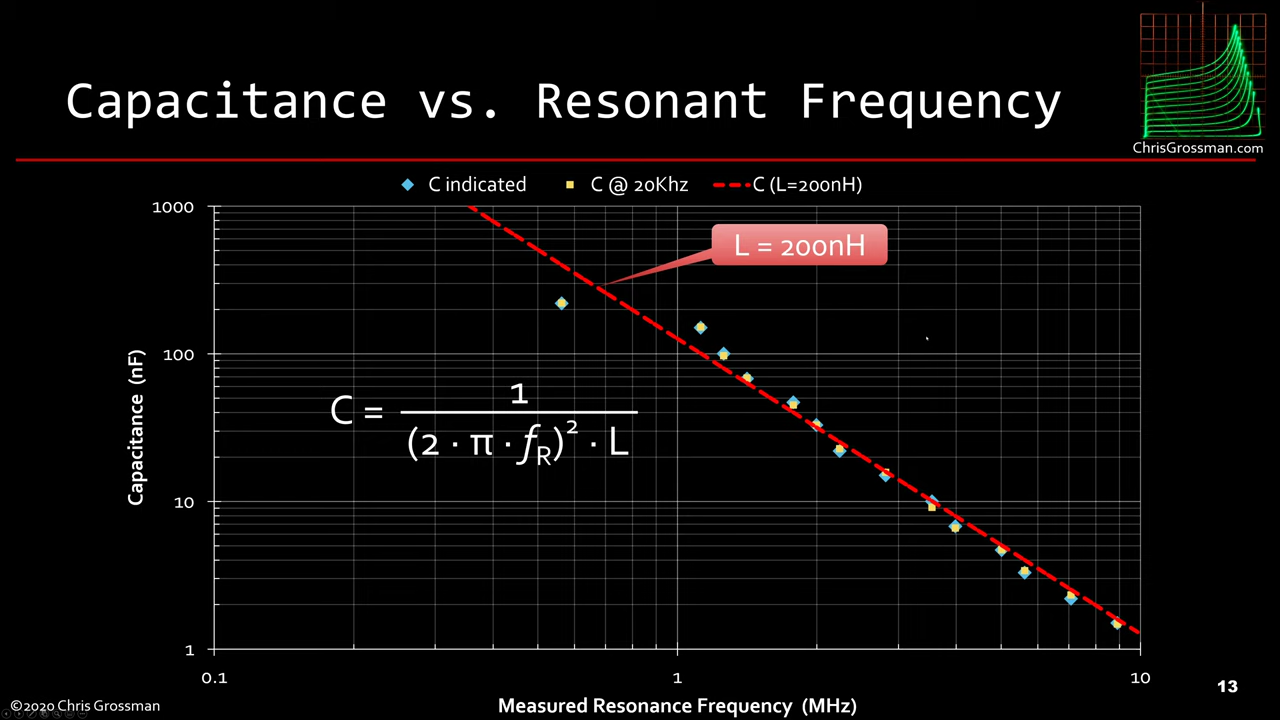 Capacitance vs. Resonant Frequency
ChrisGrossman.com
C indicated C @ 20Khz C (L=200nH)
1000
L = 200nH
100
Capacitance (nF)
C = 1 / (2 · π · fR)² · L
10
1
0.1 1 10
Measured Resonance Frequency (MHz)
13
©2020 Chris Grossman